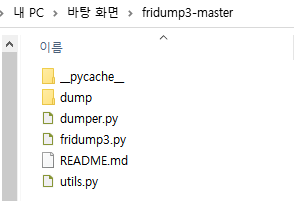 내 PC > 바탕 화면 > fridump3-master
이름
__pycache__
dump
dumper.py
fridump3.py
README.md
utils.py